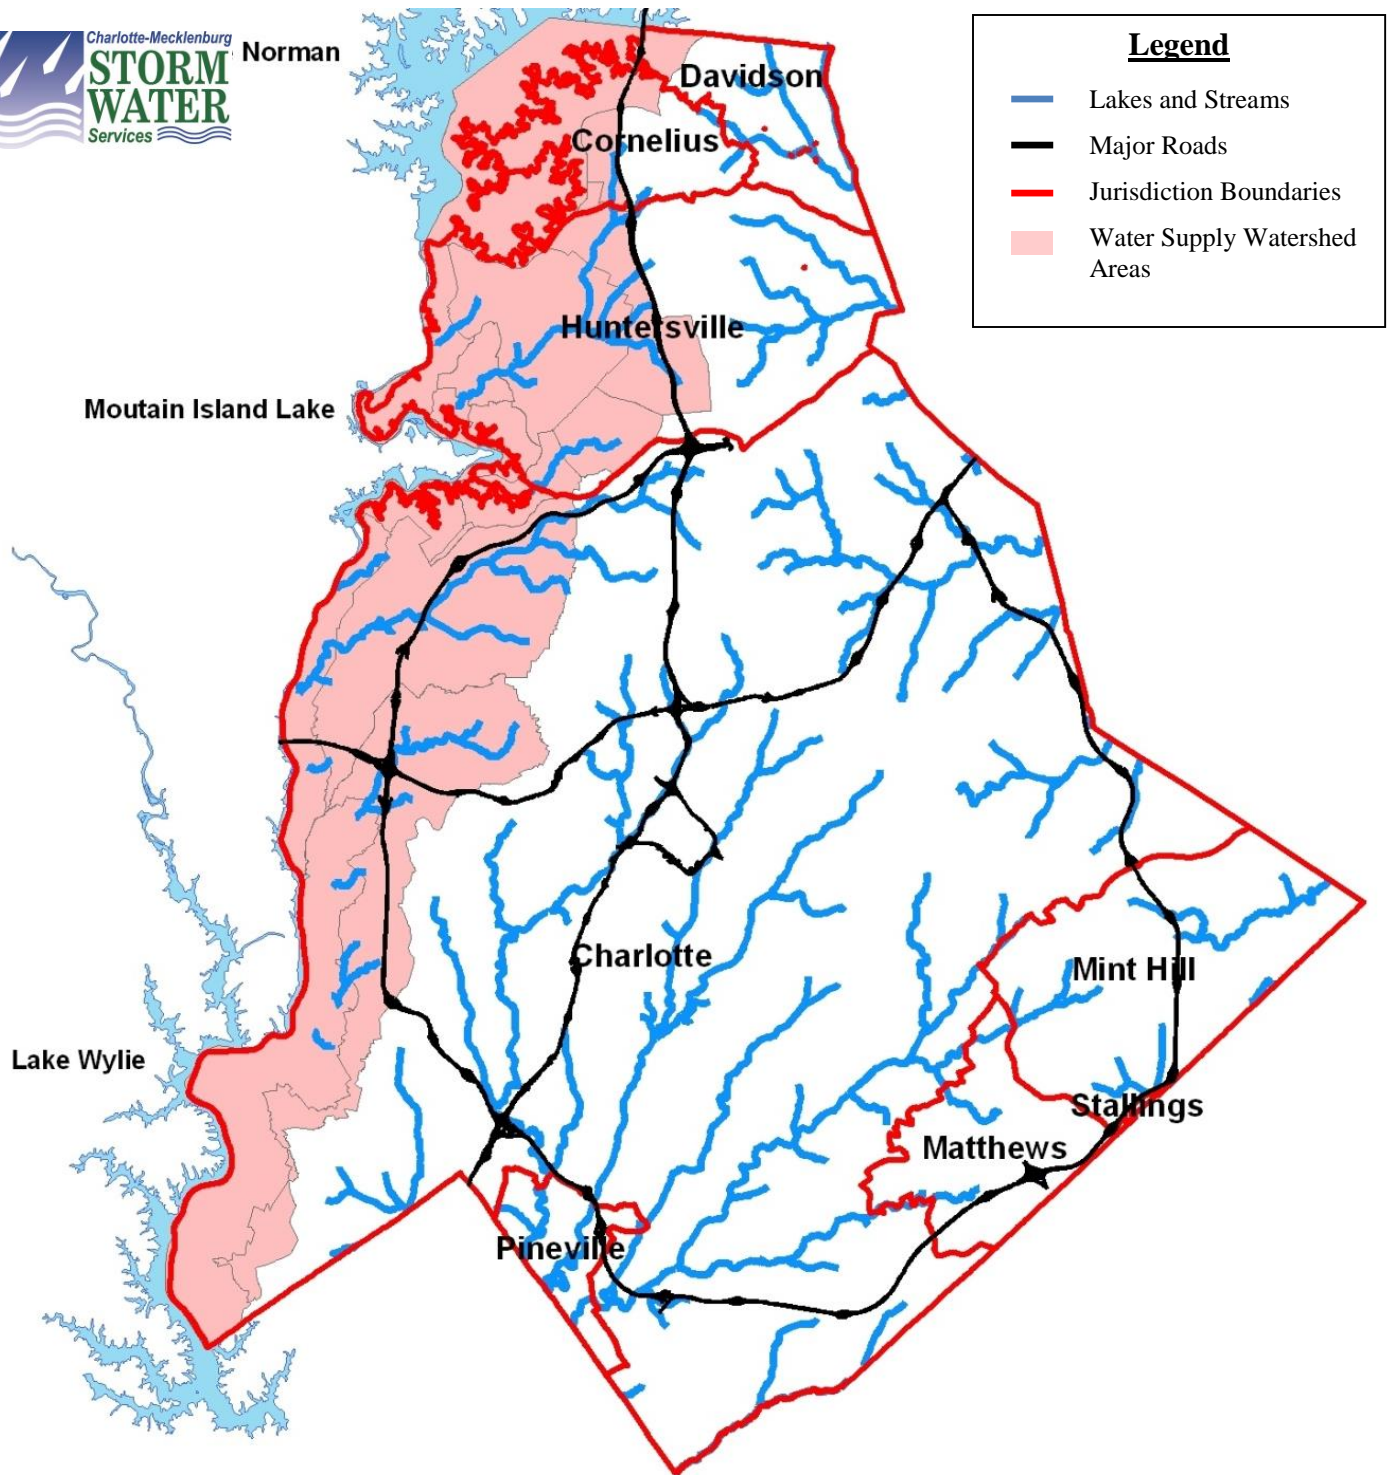 Charlotte-Mecklenburg
STORM
WATER
Services
Norman
Legend
Lakes and Streams
Major Roads
Jurisdiction Boundaries
Water Supply Watershed
Areas
Davidson
Cornelius
Huntersville
Moutain Island Lake
Charlotte
Mint Hill
Lake Wylie
Stallings
Matthews
Pineville